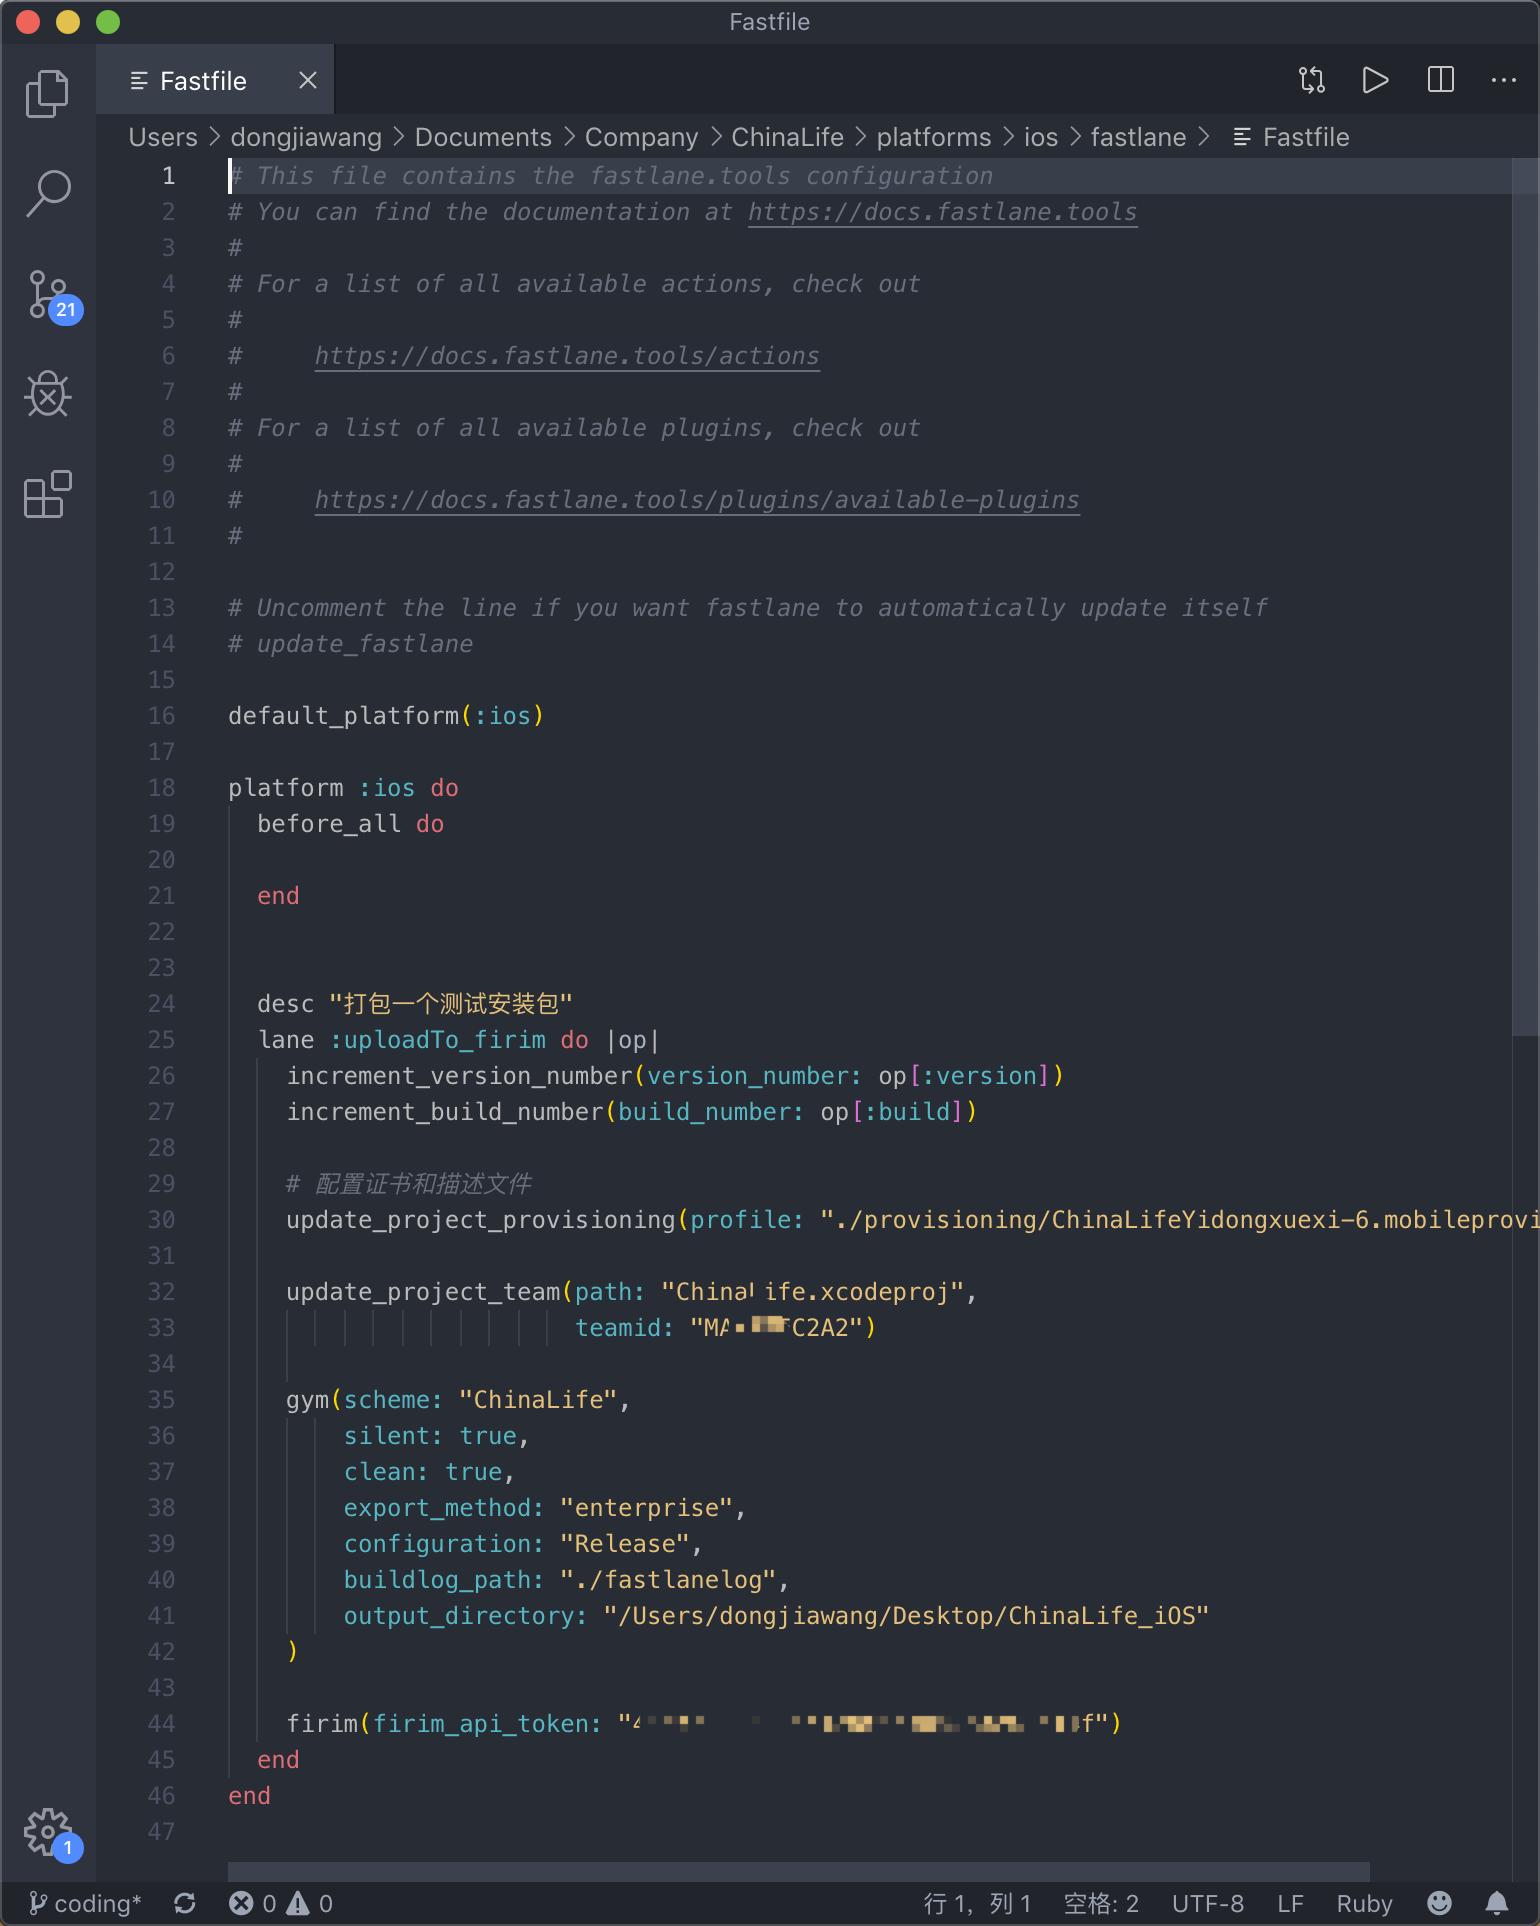 Fastfile
Fastfile
Users > dongjiawang > Documents > Company > ChinaLife > platforms > ios > fastlane > Fastfile
1 # This file contains the fastlane.tools configuration
2 # You can find the documentation at https://docs.fastlane.tools
3 #
4 # For a list of all available actions, check out
5 #
6 #     https://docs.fastlane.tools/actions
7 #
8 # For a list of all available plugins, check out
9 #
10 #     https://docs.fastlane.tools/plugins/available-plugins
11 #
12
13 # Uncomment the line if you want fastlane to automatically update itself
14 # update_fastlane
15
16 default_platform(:ios)
17
18 platform :ios do
19   before_all do
20
21   end
22
23
24   desc "打包一个测试安装包"
25   lane :uploadTo_firim do |op|
26     increment_version_number(version_number: op[:version])
27     increment_build_number(build_number: op[:build])
28
29     # 配置证书和描述文件
30     update_project_provisioning(profile: "./provisioning/ChinaLifeYidongxuexi-6.mobileprovi
31
32     update_project_team(path: "ChinaLife.xcodeproj",
33                         teamid: "MA C2A2")
34
35     gym(scheme: "ChinaLife",
36         silent: true,
37         clean: true,
38         export_method: "enterprise",
39         configuration: "Release",
40         buildlog_path: "./fastlanelog",
41         output_directory: "/Users/dongjiawang/Desktop/ChinaLife_iOS"
42     )
43
44     firim(firim_api_token: "4 f")
45   end
46 end
47
21
1
coding* 0 0 行 1, 列 1 空格: 2 UTF-8 LF Ruby